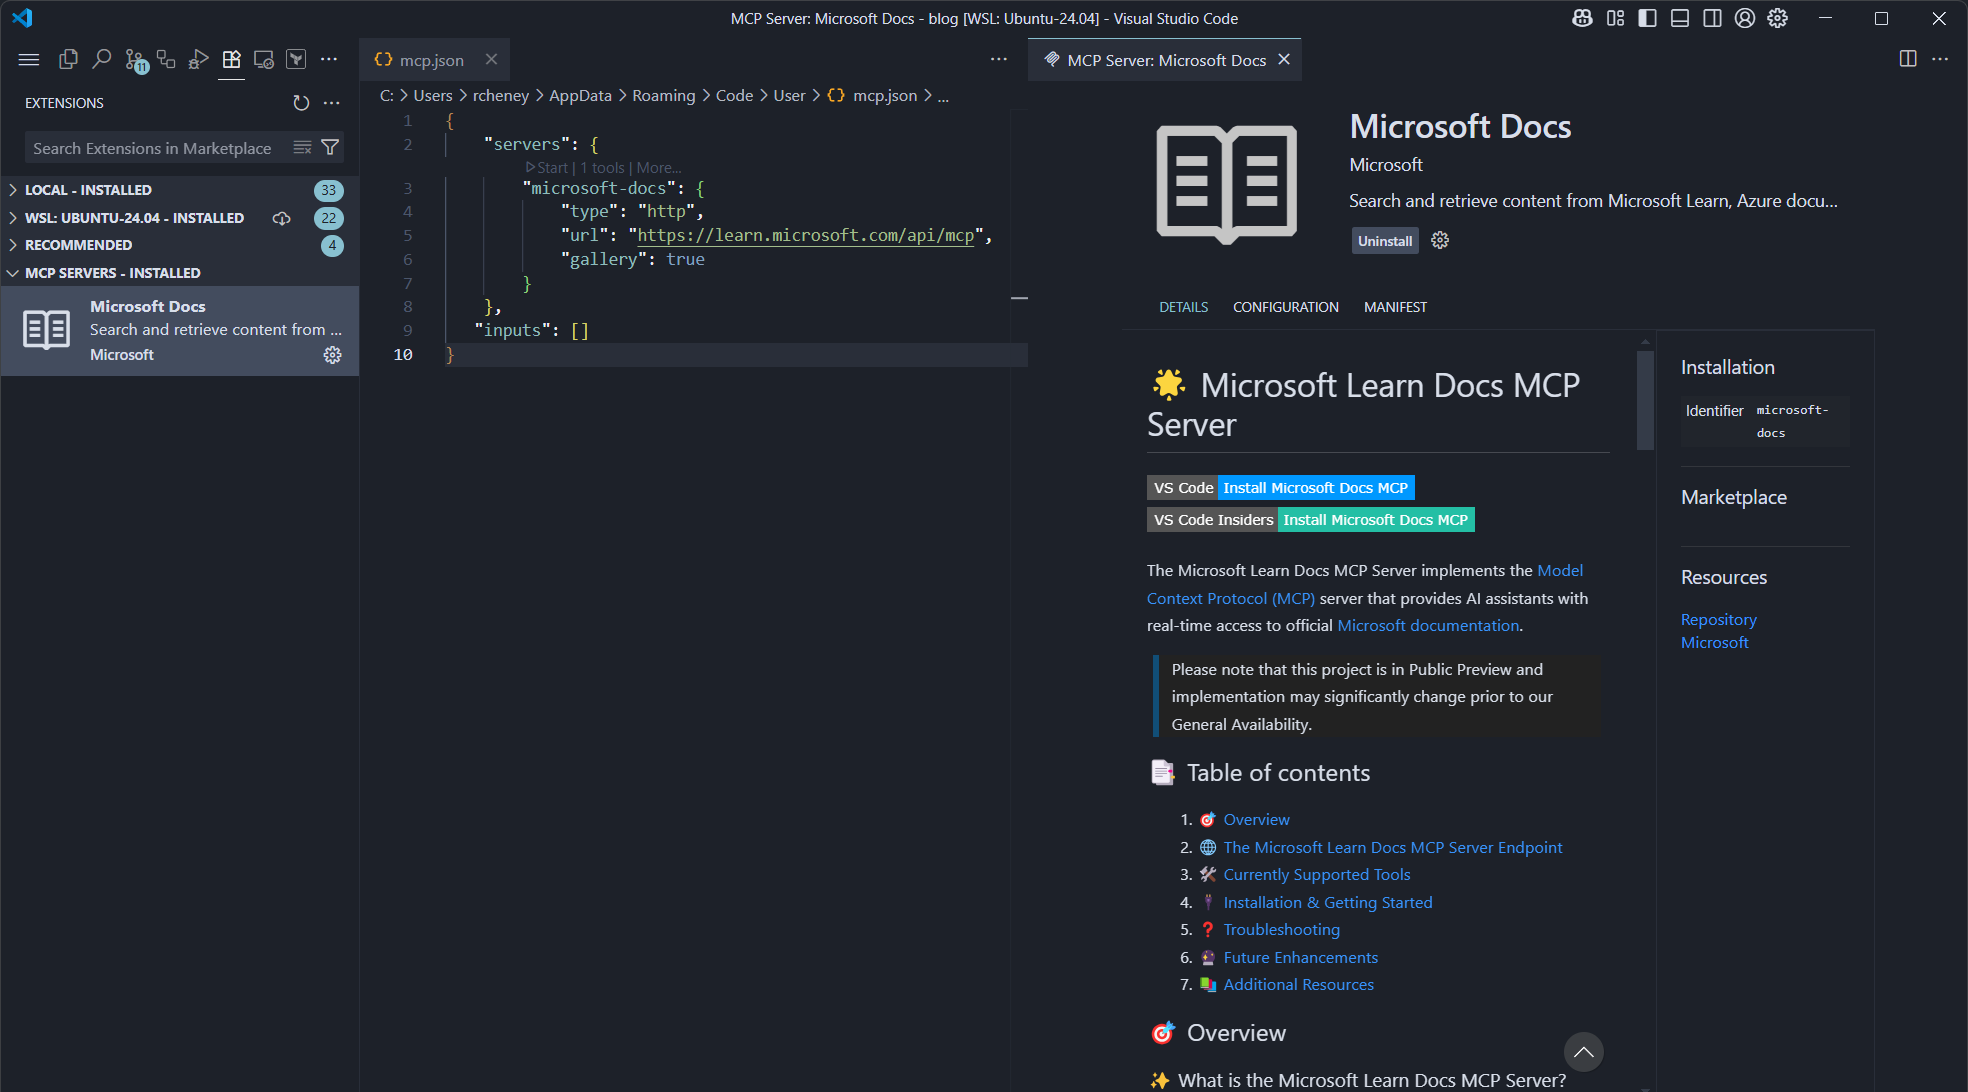 MCP Server: Microsoft Docs - blog [WSL: Ubuntu-24.04] - Visual Studio Code
11
EXTENSIONS
Search Extensions in Marketplace
LOCAL - INSTALLED 33
WSL: UBUNTU-24.04 - INSTALLED 22
RECOMMENDED 4
MCP SERVERS - INSTALLED
Microsoft Docs
Search and retrieve content from ...
Microsoft
{} mcp.json
C: > Users > rcheney > AppData > Roaming > Code > User > {} mcp.json > ...
1 {
2 "servers": {
Start | 1 tools | More...
3 "microsoft-docs": {
4 "type": "http",
5 "url": "https://learn.microsoft.com/api/mcp",
6 "gallery": true
7 }
8 },
9 "inputs": []
10 }
MCP Server: Microsoft Docs
Microsoft Docs
Microsoft
Search and retrieve content from Microsoft Learn, Azure docu...
Uninstall
DETAILS CONFIGURATION MANIFEST
🌟 Microsoft Learn Docs MCP
Server
VS Code Install Microsoft Docs MCP
VS Code Insiders Install Microsoft Docs MCP
The Microsoft Learn Docs MCP Server implements the Model
Context Protocol (MCP) server that provides AI assistants with
real-time access to official Microsoft documentation.
Please note that this project is in Public Preview and
implementation may significantly change prior to our
General Availability.
📑 Table of contents
1. 🎯 Overview
2. 🌐 The Microsoft Learn Docs MCP Server Endpoint
3. 🛠️ Currently Supported Tools
4. 🔌 Installation & Getting Started
5. ❓ Troubleshooting
6. 🔮 Future Enhancements
7. 📚 Additional Resources
🎯 Overview
✨ What is the Microsoft Learn Docs MCP Server?
Installation
Identifier microsoft-
docs
Marketplace
Resources
Repository
Microsoft